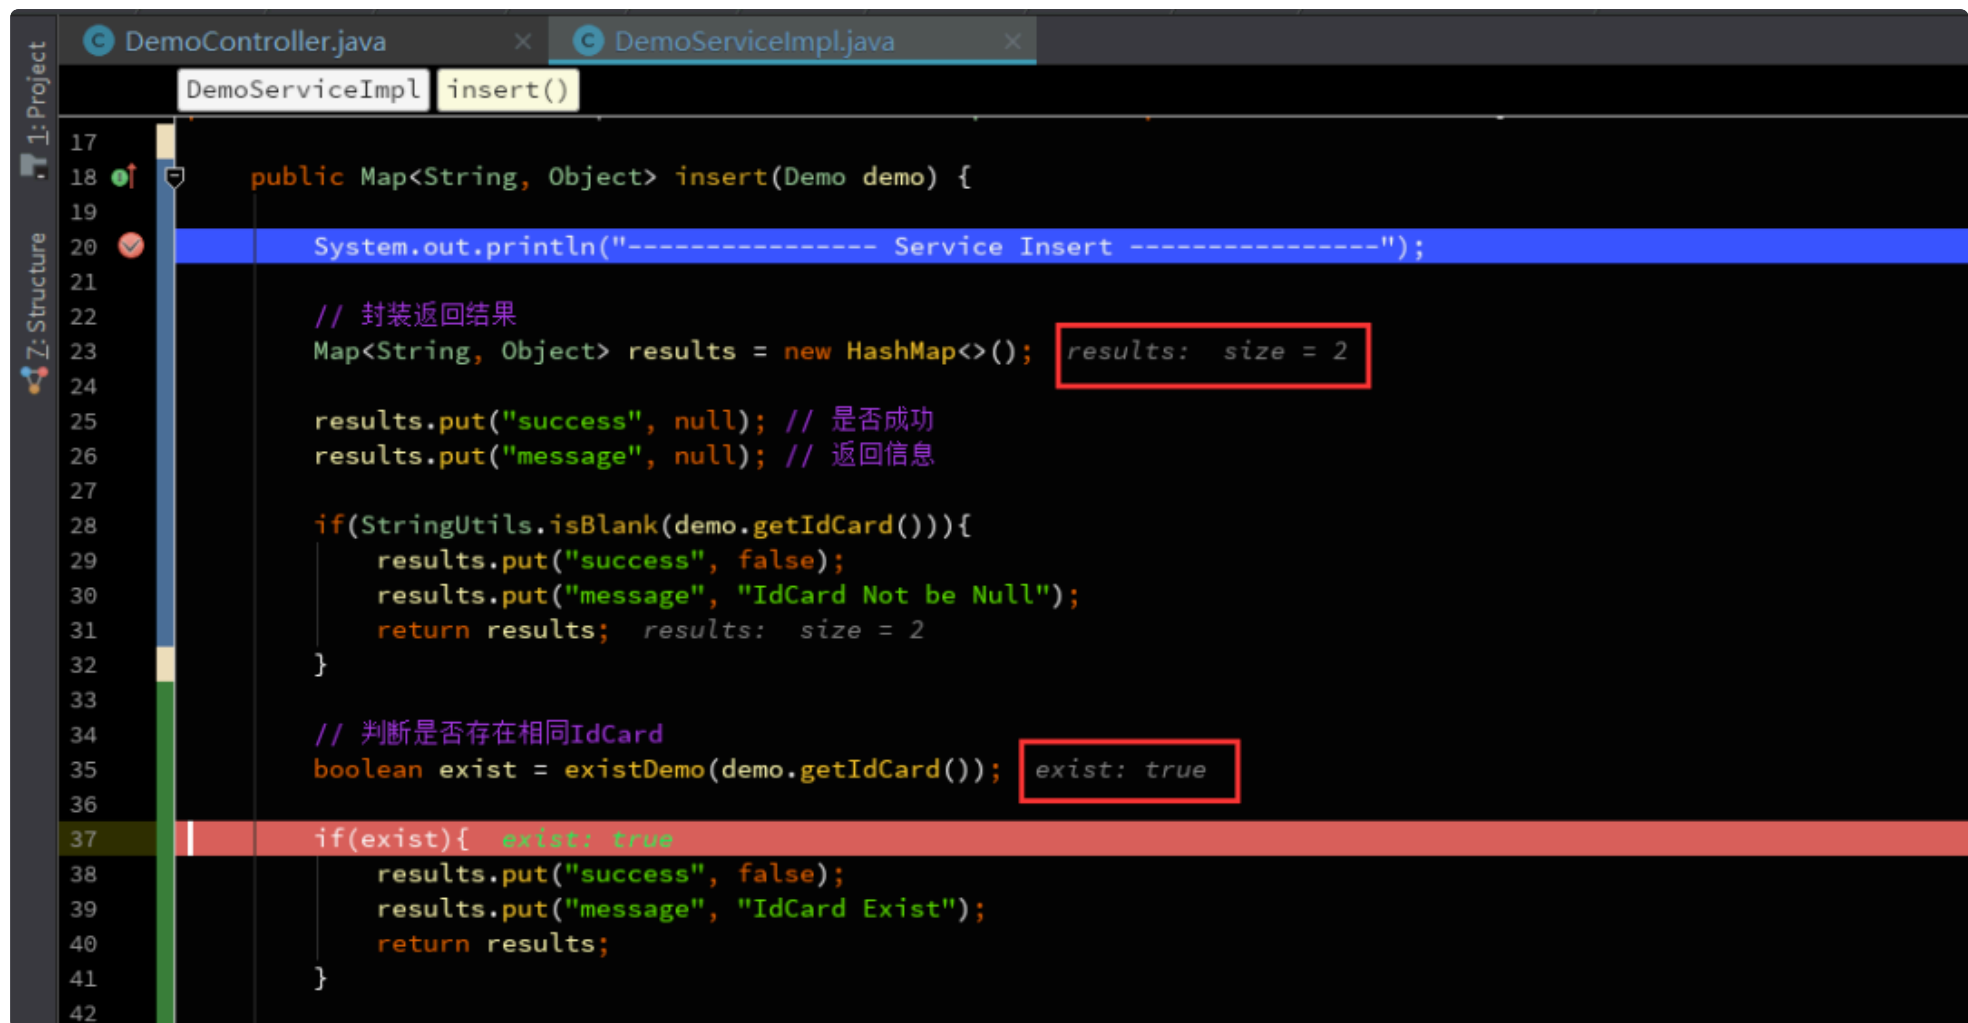 DemoController.java
DemoServiceImpl.java
1: Project
Z: Structure
DemoServiceImpl
insert()
17
18 public Map<String, Object> insert(Demo demo) {
19
20 System.out.println("---------------- Service Insert ----------------");
21
22 // 封装返回结果
23 Map<String, Object> results = new HashMap<>(); results: size = 2
24
25 results.put("success", null); // 是否成功
26 results.put("message", null); // 返回信息
27
28 if(StringUtils.isBlank(demo.getIdCard())){
29 results.put("success", false);
30 results.put("message", "IdCard Not be Null");
31 return results; results: size = 2
32 }
33
34 // 判断是否存在相同IdCard
35 boolean exist = existDemo(demo.getIdCard()); exist: true
36
37 if(exist){ exist: true
38 results.put("success", false);
39 results.put("message", "IdCard Exist");
40 return results;
41 }
42